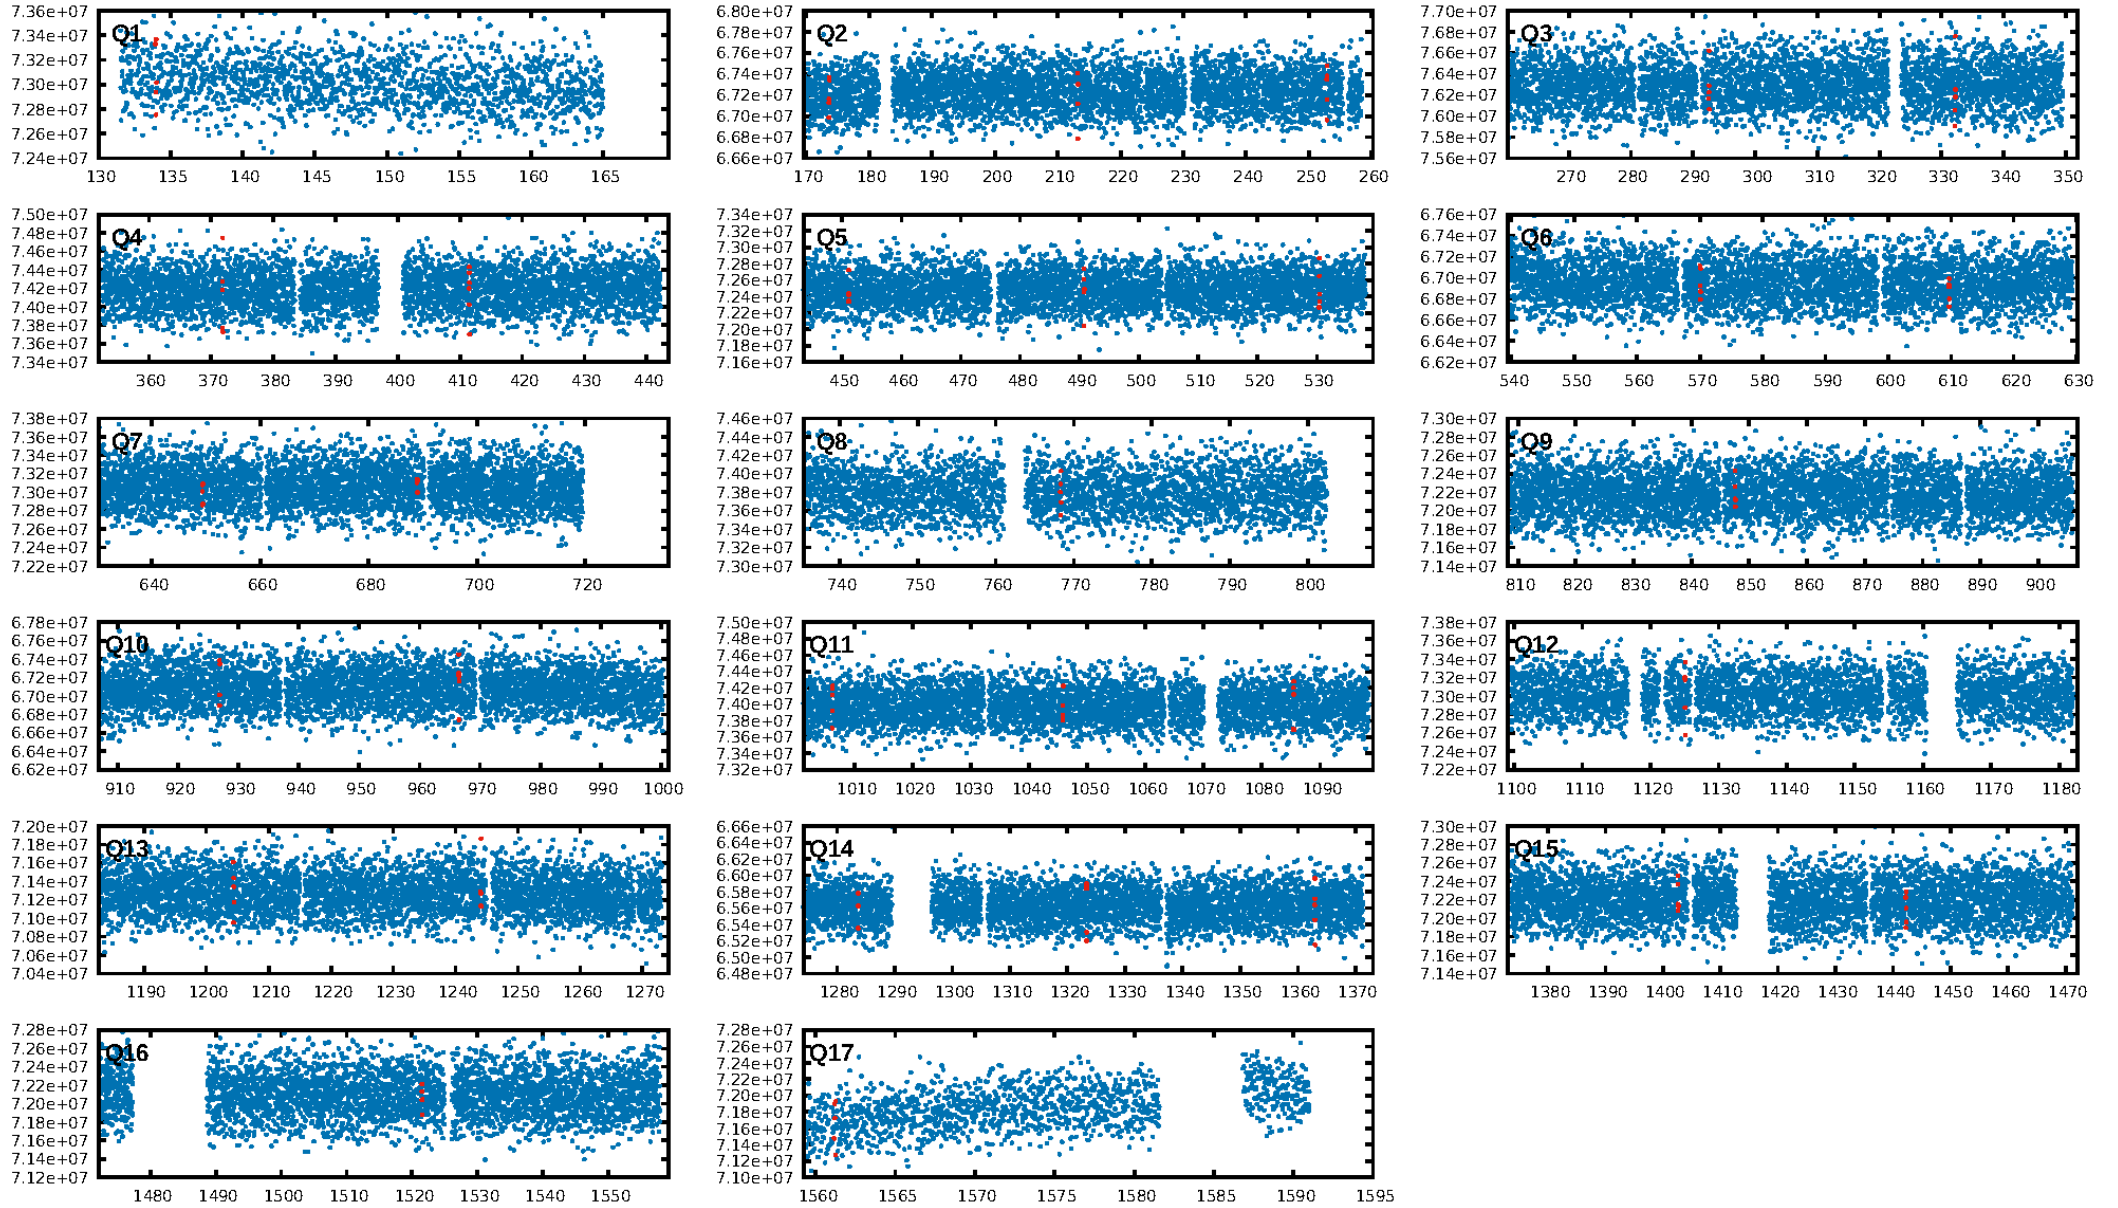 7.36e+07
7.34e+07
7.32e+07
7.30e+07
7.28e+07
7.26e+07
7.24e+07
Q1
130 135 140 145 150 155 160 165
6.80e+07
6.78e+07
6.76e+07
6.74e+07
6.72e+07
6.70e+07
6.68e+07
6.66e+07
Q2
170 180 190 200 210 220 230 240 250 260
7.70e+07
7.68e+07
7.66e+07
7.64e+07
7.62e+07
7.60e+07
7.58e+07
7.56e+07
Q3
270 280 290 300 310 320 330 340 350
7.50e+07
7.48e+07
7.46e+07
7.44e+07
7.42e+07
7.40e+07
7.38e+07
7.36e+07
7.34e+07
Q4
360 370 380 390 400 410 420 430 440
7.34e+07
7.32e+07
7.30e+07
7.28e+07
7.26e+07
7.24e+07
7.22e+07
7.20e+07
7.18e+07
7.16e+07
Q5
450 460 470 480 490 500 510 520 530
6.76e+07
6.74e+07
6.72e+07
6.70e+07
6.68e+07
6.66e+07
6.64e+07
6.62e+07
Q6
540 550 560 570 580 590 600 610 620 630
7.38e+07
7.36e+07
7.34e+07
7.32e+07
7.30e+07
7.28e+07
7.26e+07
7.24e+07
7.22e+07
Q7
640 660 680 700 720
7.46e+07
7.44e+07
7.42e+07
7.40e+07
7.38e+07
7.36e+07
7.34e+07
7.32e+07
7.30e+07
Q8
740 750 760 770 780 790 800
7.30e+07
7.28e+07
7.26e+07
7.24e+07
7.22e+07
7.20e+07
7.18e+07
7.16e+07
7.14e+07
Q9
810 820 830 840 850 860 870 880 890 900
6.78e+07
6.76e+07
6.74e+07
6.72e+07
6.70e+07
6.68e+07
6.66e+07
6.64e+07
6.62e+07
Q10
910 920 930 940 950 960 970 980 990 1000
7.50e+07
7.48e+07
7.46e+07
7.44e+07
7.42e+07
7.40e+07
7.38e+07
7.36e+07
7.34e+07
7.32e+07
Q11
1010 1020 1030 1040 1050 1060 1070 1080 1090
7.38e+07
7.36e+07
7.34e+07
7.32e+07
7.30e+07
7.28e+07
7.26e+07
7.24e+07
7.22e+07
Q12
1100 1110 1120 1130 1140 1150 1160 1170 1180
7.20e+07
7.18e+07
7.16e+07
7.14e+07
7.12e+07
7.10e+07
7.08e+07
7.06e+07
7.04e+07
Q13
1190 1200 1210 1220 1230 1240 1250 1260 1270
6.66e+07
6.64e+07
6.62e+07
6.60e+07
6.58e+07
6.56e+07
6.54e+07
6.52e+07
6.50e+07
6.48e+07
Q14
1280 1290 1300 1310 1320 1330 1340 1350 1360 1370
7.30e+07
7.28e+07
7.26e+07
7.24e+07
7.22e+07
7.20e+07
7.18e+07
7.16e+07
7.14e+07
Q15
1380 1390 1400 1410 1420 1430 1440 1450 1460 1470
7.28e+07
7.26e+07
7.24e+07
7.22e+07
7.20e+07
7.18e+07
7.16e+07
7.14e+07
7.12e+07
Q16
1480 1490 1500 1510 1520 1530 1540 1550
7.28e+07
7.26e+07
7.24e+07
7.22e+07
7.20e+07
7.18e+07
7.16e+07
7.14e+07
7.12e+07
7.10e+07
Q17
1560 1565 1570 1575 1580 1585 1590 1595